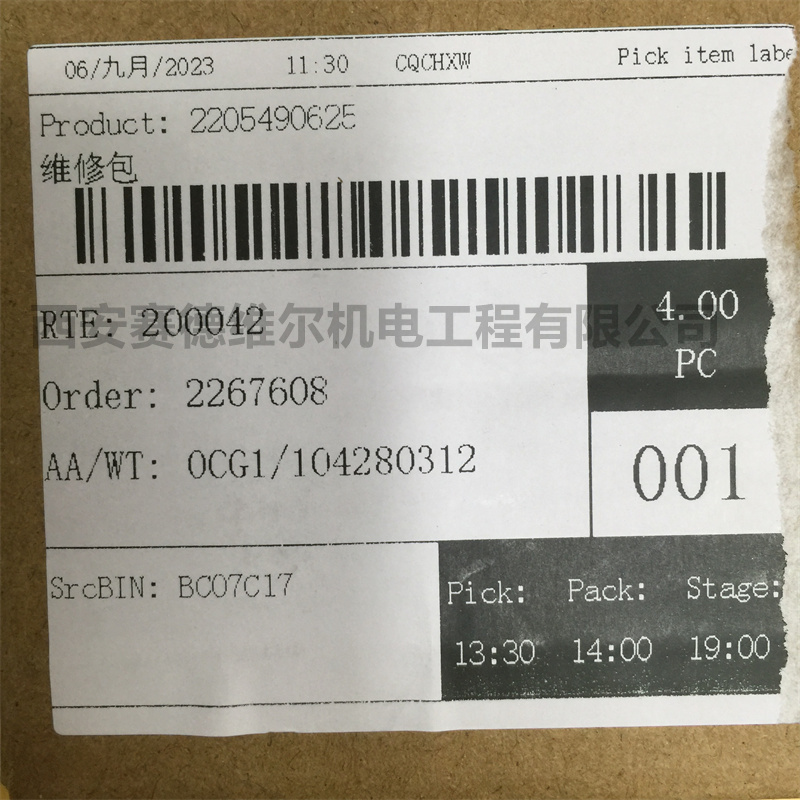 06/九月/2023 11:30 CQCHXW Pick item labe
Product: 2205490625
维修包
西安赛德维尔机电工程有限公司
RTE: 200042
4.00
PC
Order: 2267608
AA/WT: 0CG1/104280312
001
SrcBIN: BC07C17
Pick: Pack: Stage:
13:30 14:00 19:00